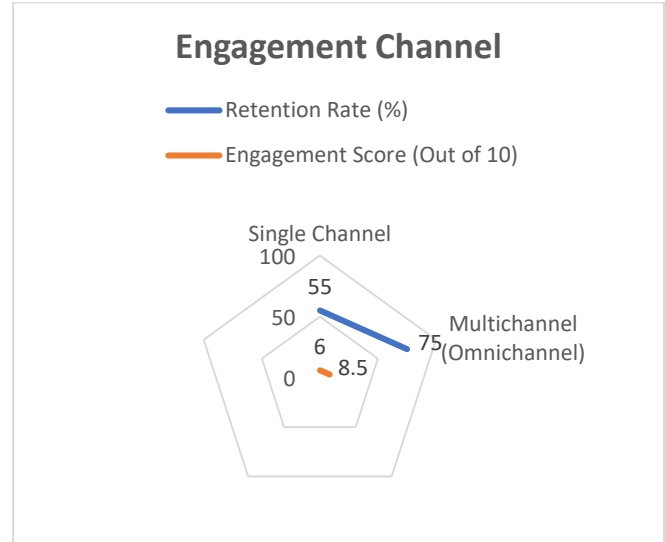 Engagement Channel
Retention Rate (%)
Engagement Score (Out of 10)
Single Channel
100
55
50
Multichannel
(Omnichannel)
75
6
8.5
0